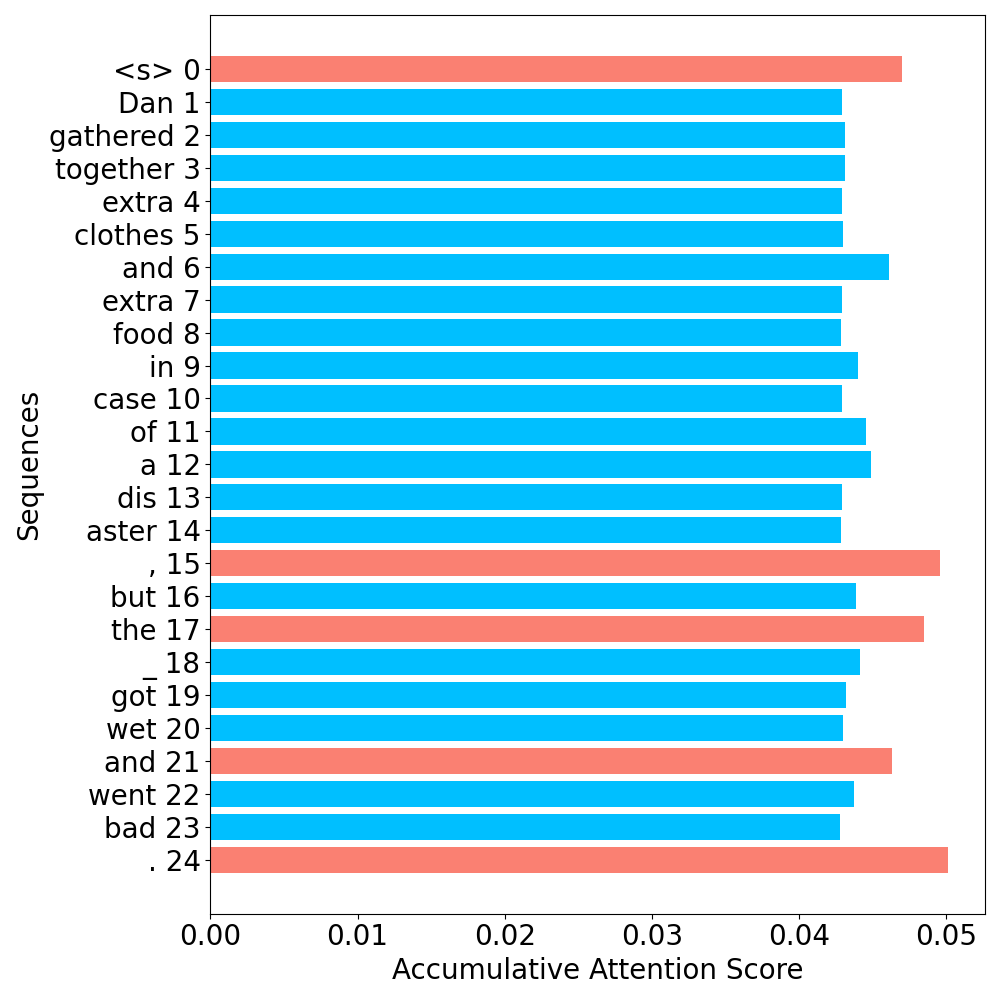 <s> 0
Dan 1
gathered 2
together 3
extra 4
clothes 5
and 6
extra 7
food 8
in 9
case 10
of 11
a 12
dis 13
aster 14
, 15
but 16
the 17
_ 18
got 19
wet 20
and 21
went 22
bad 23
. 24
Sequences
0.00 0.01 0.02 0.03 0.04 0.05
Accumulative Attention Score